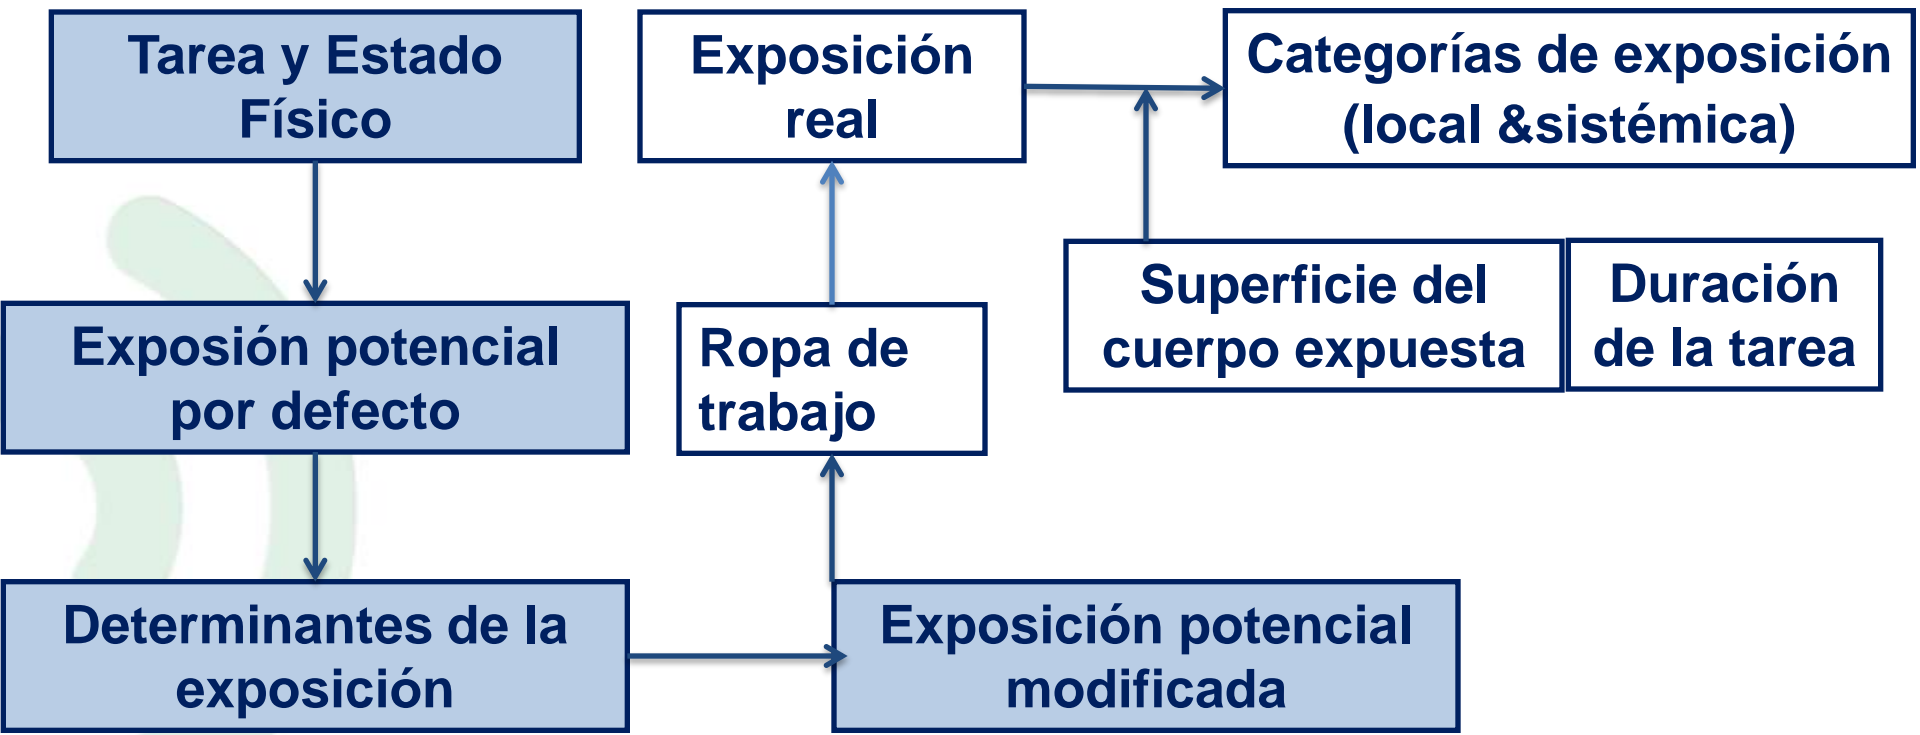 Tarea y Estado
Físico
Exposión potencial
por defecto
Determinantes de la
exposición
Exposición potencial
modificada
Ropa de
trabajo
Exposición
real
Superficie del
cuerpo expuesta
Duración
de la tarea
Categorías de exposición
(local &sistémica)